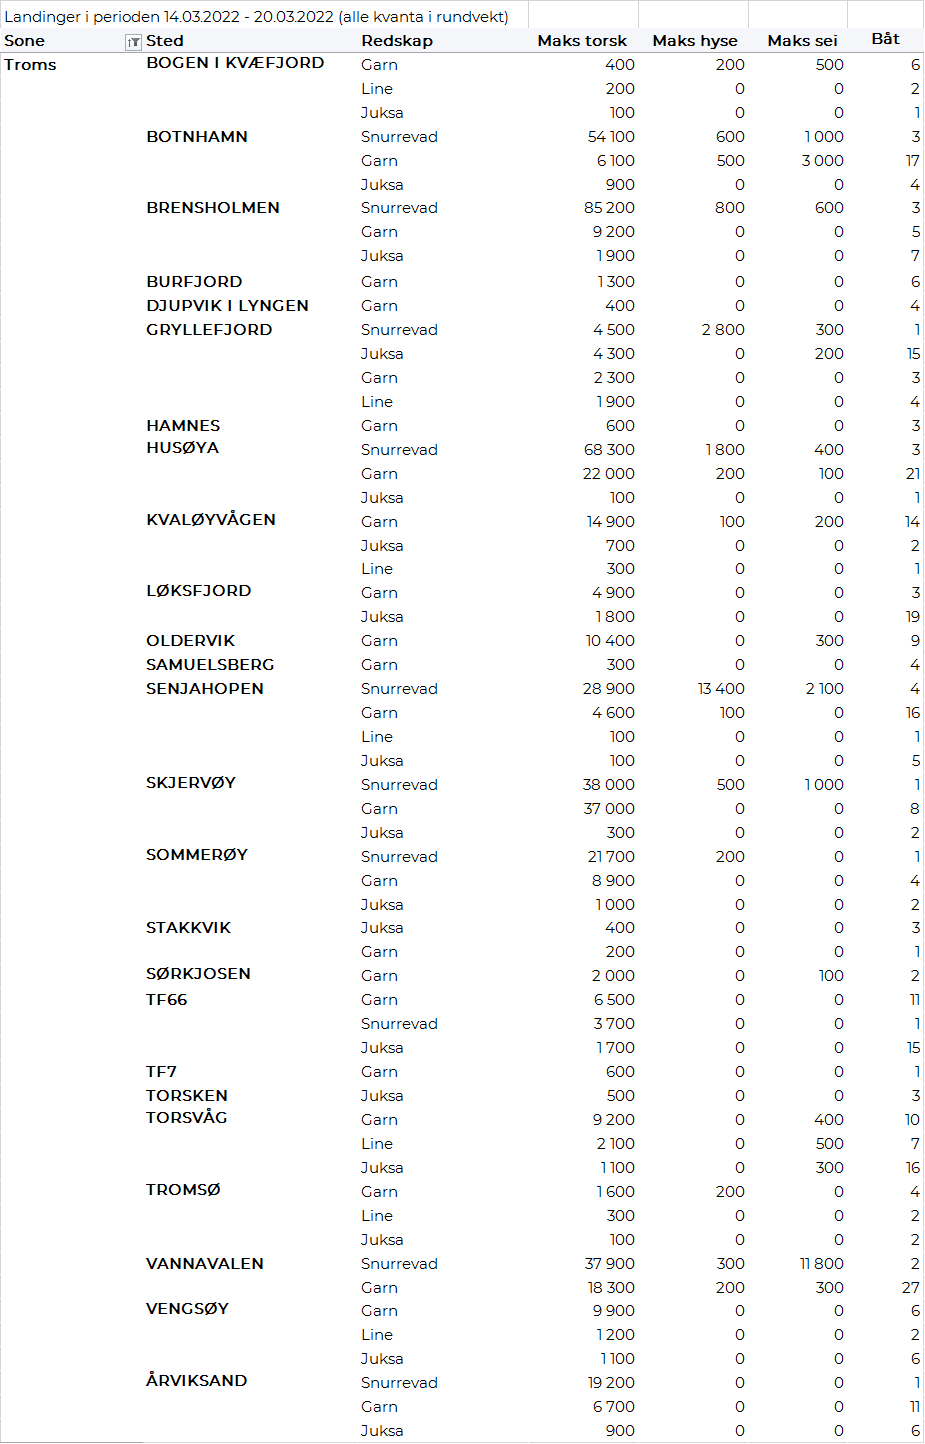 Landinger i perioden 14.03.2022 - 20.03.2022 (alle kvanta i rundvekt)
Sone Sted Redskap Maks torsk Maks hyse Maks sei Båt
Troms BOGEN I KVÆFJORD Garn 400 200 500 6
Line 200 0 0 2
Juksa 100 0 0 1
BOTNHAMN Snurrevad 54 100 600 1 000 3
Garn 6 100 500 3 000 17
Juksa 900 0 0 4
BRENSHOLMEN Snurrevad 85 200 800 600 3
Garn 9 200 0 0 5
Juksa 1 900 0 0 7
BURFJORD Garn 1 300 0 0 6
DJUPVIK I LYNGEN Garn 400 0 0 4
GRYLLEFJORD Snurrevad 4 500 2 800 300 1
Juksa 4 300 0 200 15
Garn 2 300 0 0 3
Line 1 900 0 0 4
HAMNES Garn 600 0 0 3
HUSØYA Snurrevad 68 300 1 800 400 3
Garn 22 000 200 100 21
Juksa 100 0 0 1
KVALØYVÅGEN Garn 14 900 100 200 14
Juksa 700 0 0 2
Line 300 0 0 1
LØKSFJORD Garn 4 900 0 0 3
Juksa 1 800 0 0 19
OLDERVIK Garn 10 400 0 300 9
SAMUELSBERG Garn 300 0 0 4
SENJAHOPEN Snurrevad 28 900 13 400 2 100 4
Garn 4 600 100 0 16
Line 100 0 0 1
Juksa 100 0 0 5
SKJERVØY Snurrevad 38 000 500 1 000 1
Garn 37 000 0 0 8
Juksa 300 0 0 2
SOMMERØY Snurrevad 21 700 200 0 1
Garn 8 900 0 0 4
Juksa 1 000 0 0 2
STAKKVIK Juksa 400 0 0 3
Garn 200 0 0 1
SØRKJOSEN Garn 2 000 0 100 2
TF66 Garn 6 500 0 0 11
Snurrevad 3 700 0 0 1
Juksa 1 700 0 0 15
TF7 Garn 600 0 0 1
TORSKEN Juksa 500 0 0 3
TORSVÅG Garn 9 200 0 400 10
Line 2 100 0 500 7
Juksa 1 100 0 300 16
TROMSØ Garn 1 600 200 0 4
Line 300 0 0 2
Juksa 100 0 0 2
VANNAVALEN Snurrevad 37 900 300 11 800 2
Garn 18 300 200 300 27
VENGSØY Garn 9 900 0 0 6
Line 1 200 0 0 2
Juksa 1 100 0 0 6
ÅRVIKSAND Snurrevad 19 200 0 0 1
Garn 6 700 0 0 11
Juksa 900 0 0 6